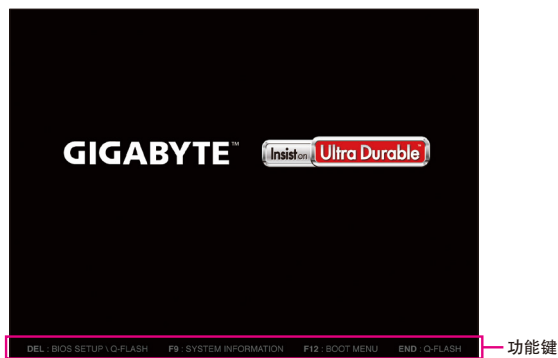 GIGABYTE™
Insist on Ultra Durable™
DEL : BIOS SETUP \ Q-FLASH F9 : SYSTEM INFORMATION F12 : BOOT MENU END : Q-FLASH
功能键